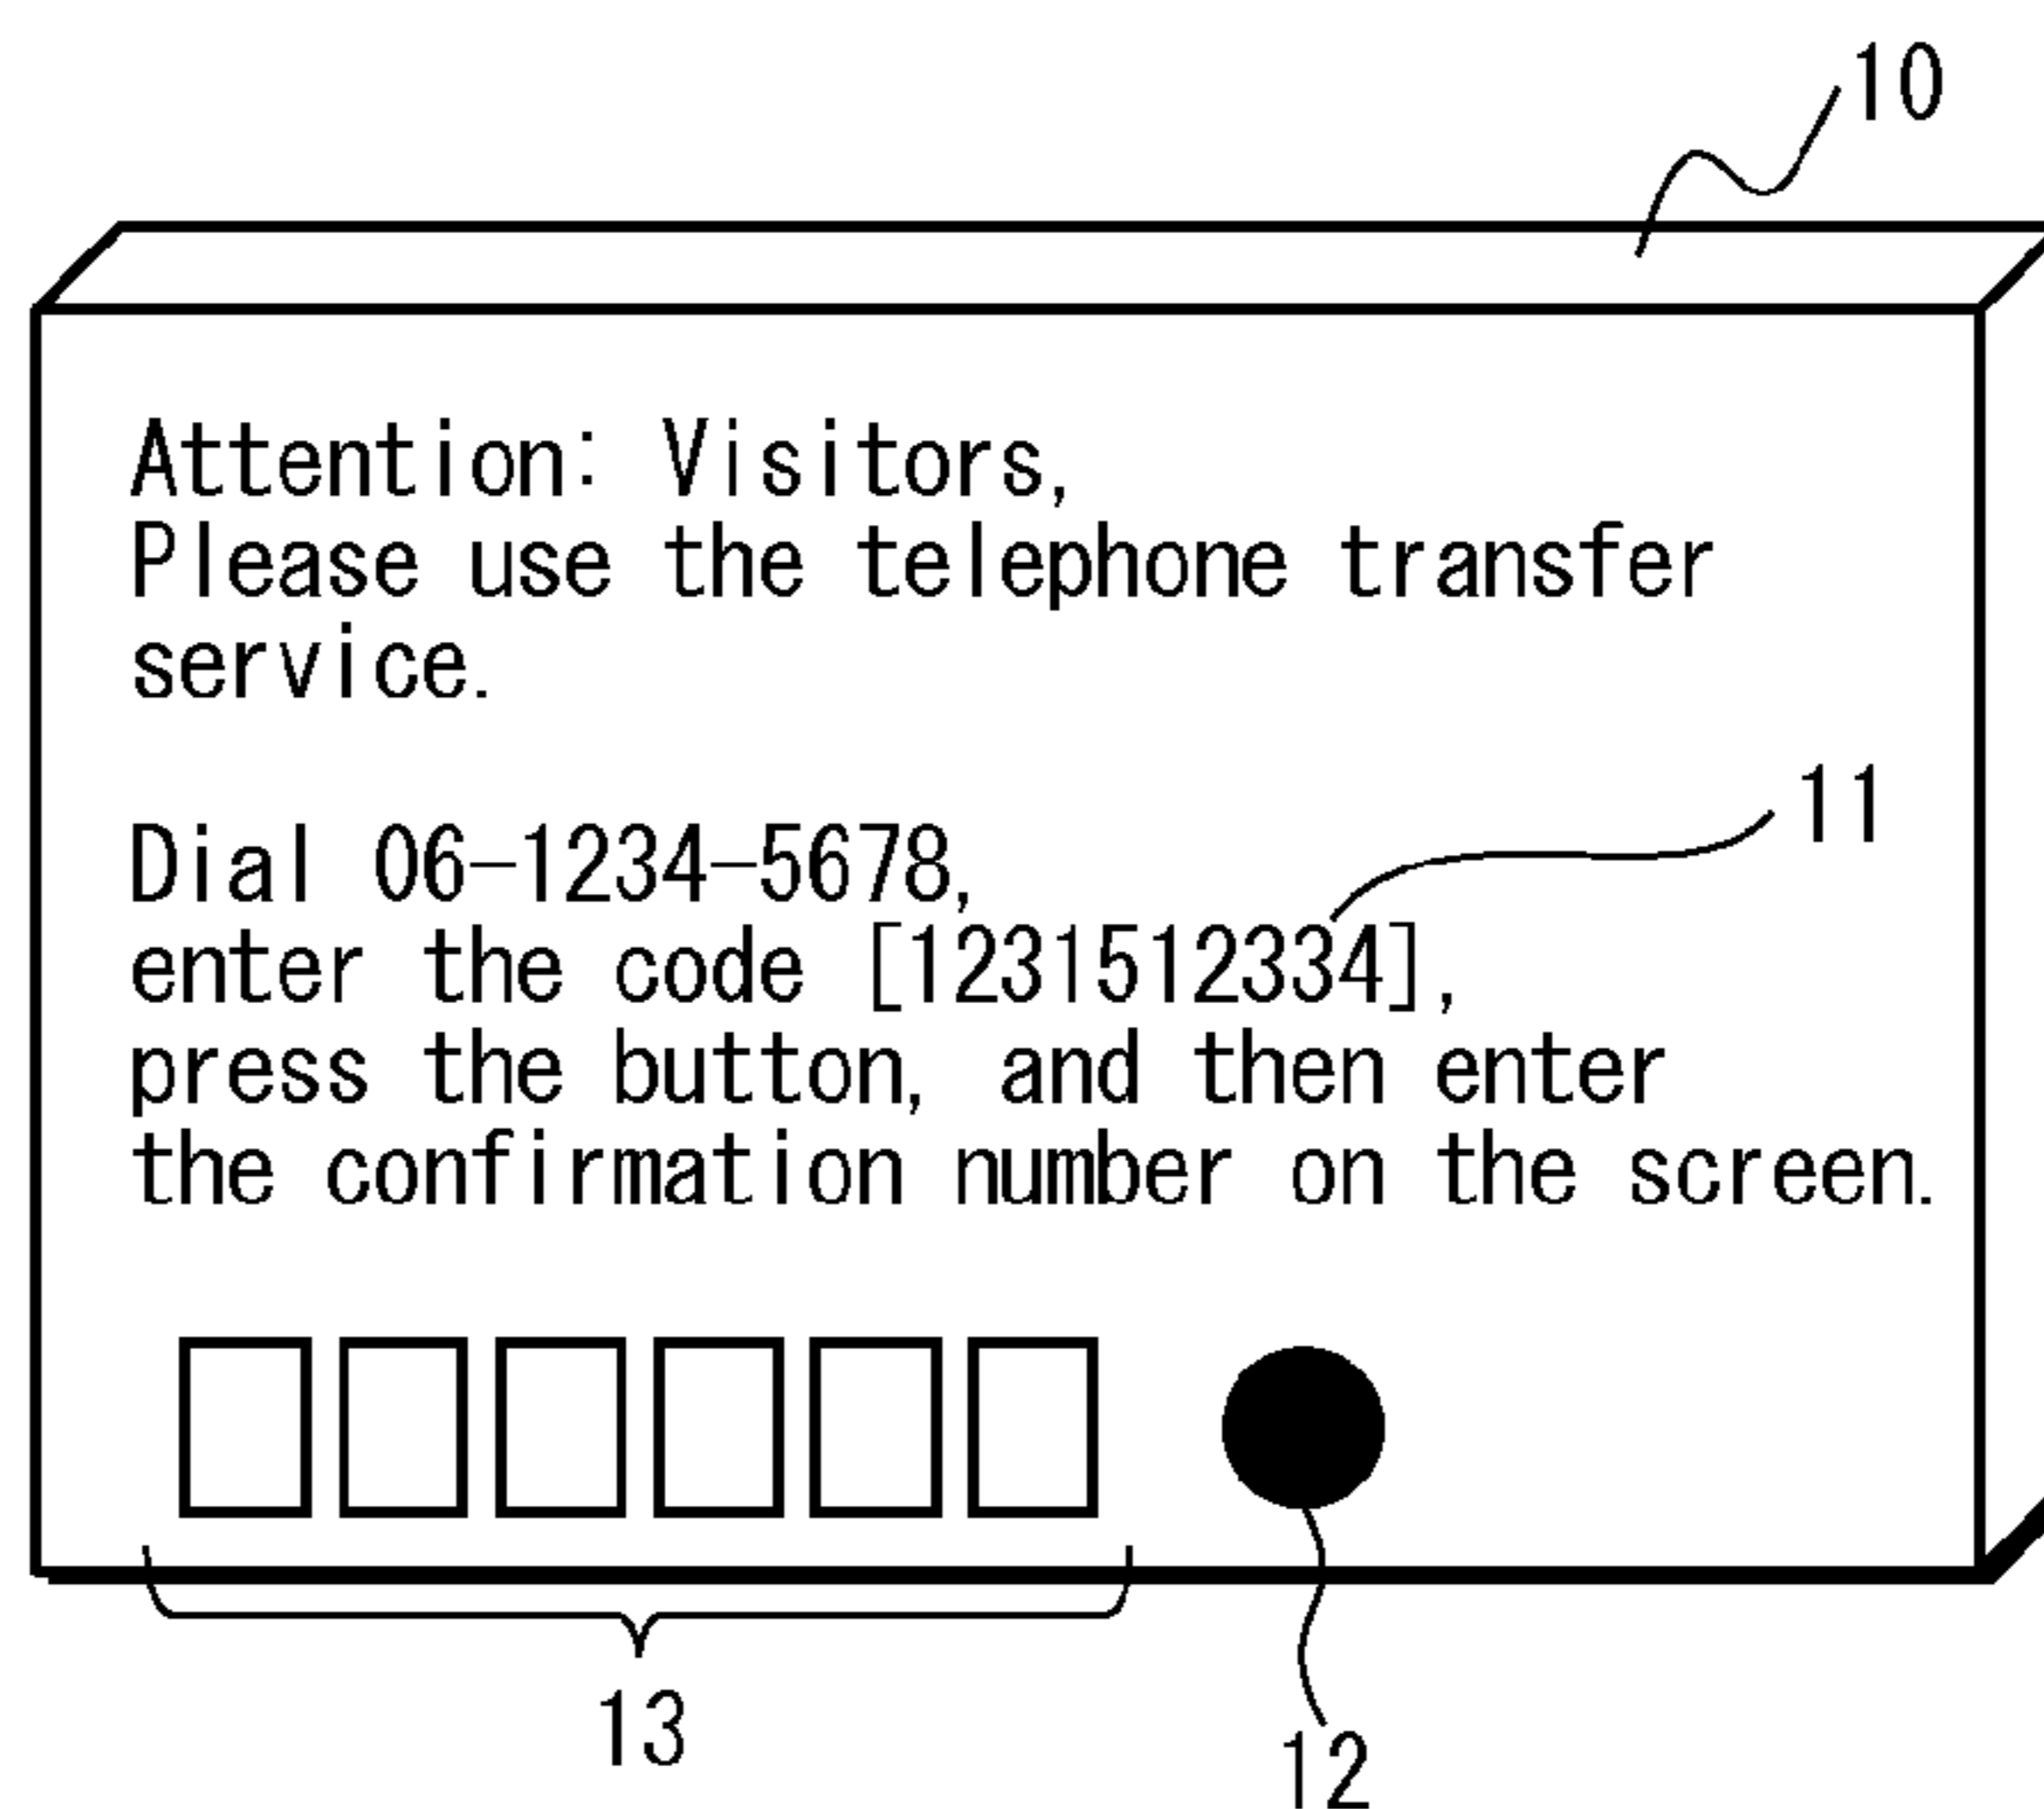 10
Attention: Visitors,
Please use the telephone transfer
service.
11
Dial 06-1234-5678,
enter the code [1231512334],
press the button, and then enter
the confirmation number on the screen.
13
12